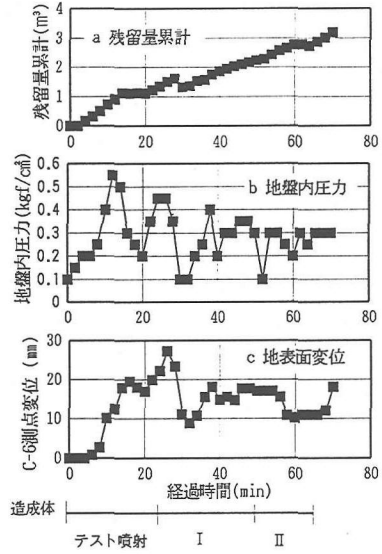 残留量累計(m³)
4
3
2
1
0
a 残留量累計
0 20 40 60 80
地盤内圧力(kgf/cm²)
0.6
0.5
0.4
0.3
0.2
0.1
0
b 地盤内圧力
0 20 40 60 80
C-6測点変位 (mm)
30
20
10
0
c 地表面変位
0 20 40 60 80
経過時間(min)
造成体
テスト噴射 I II